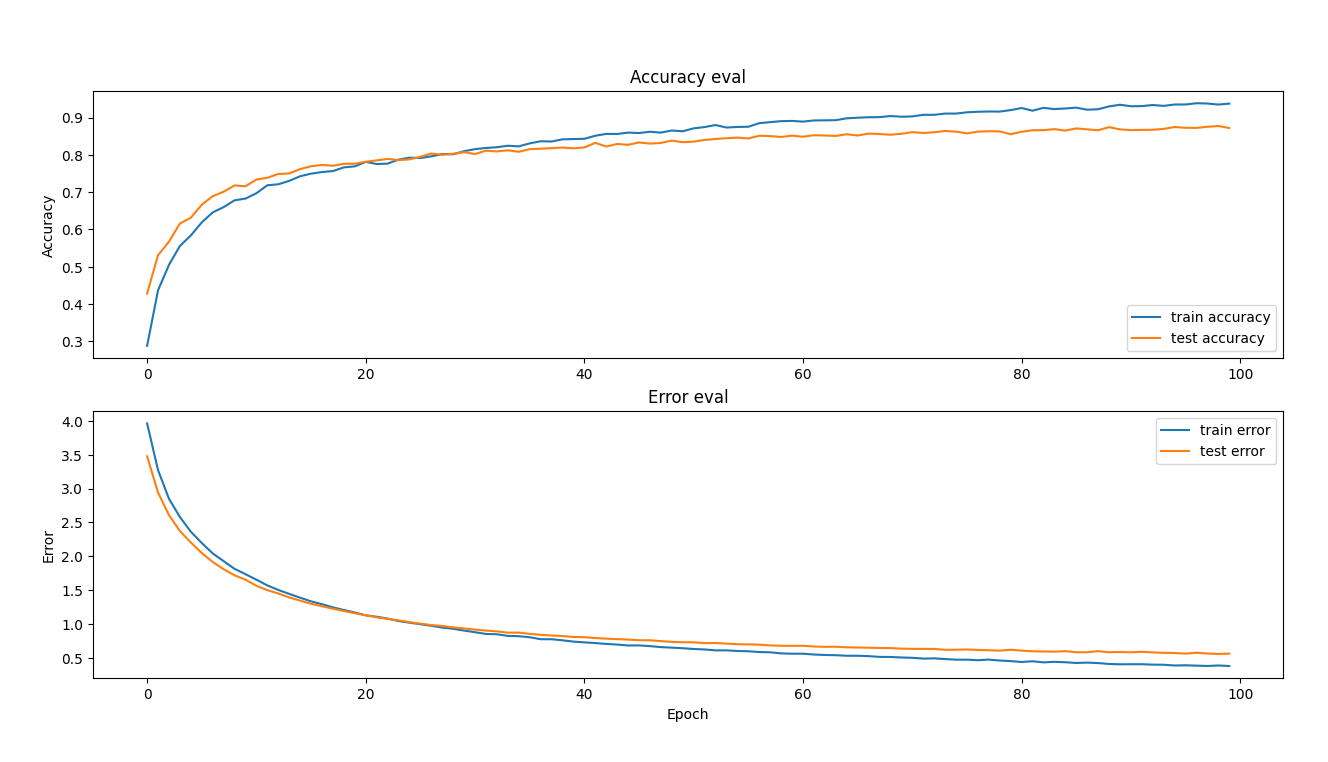 Accuracy eval
Accuracy
0.9
0.8
0.7
0.6
0.5
0.4
0.3
train accuracy
test accuracy
0 20 40 60 80 100
Error eval
Error
4.0
3.5
3.0
2.5
2.0
1.5
1.0
0.5
train error
test error
0 20 40 60 80 100
Epoch